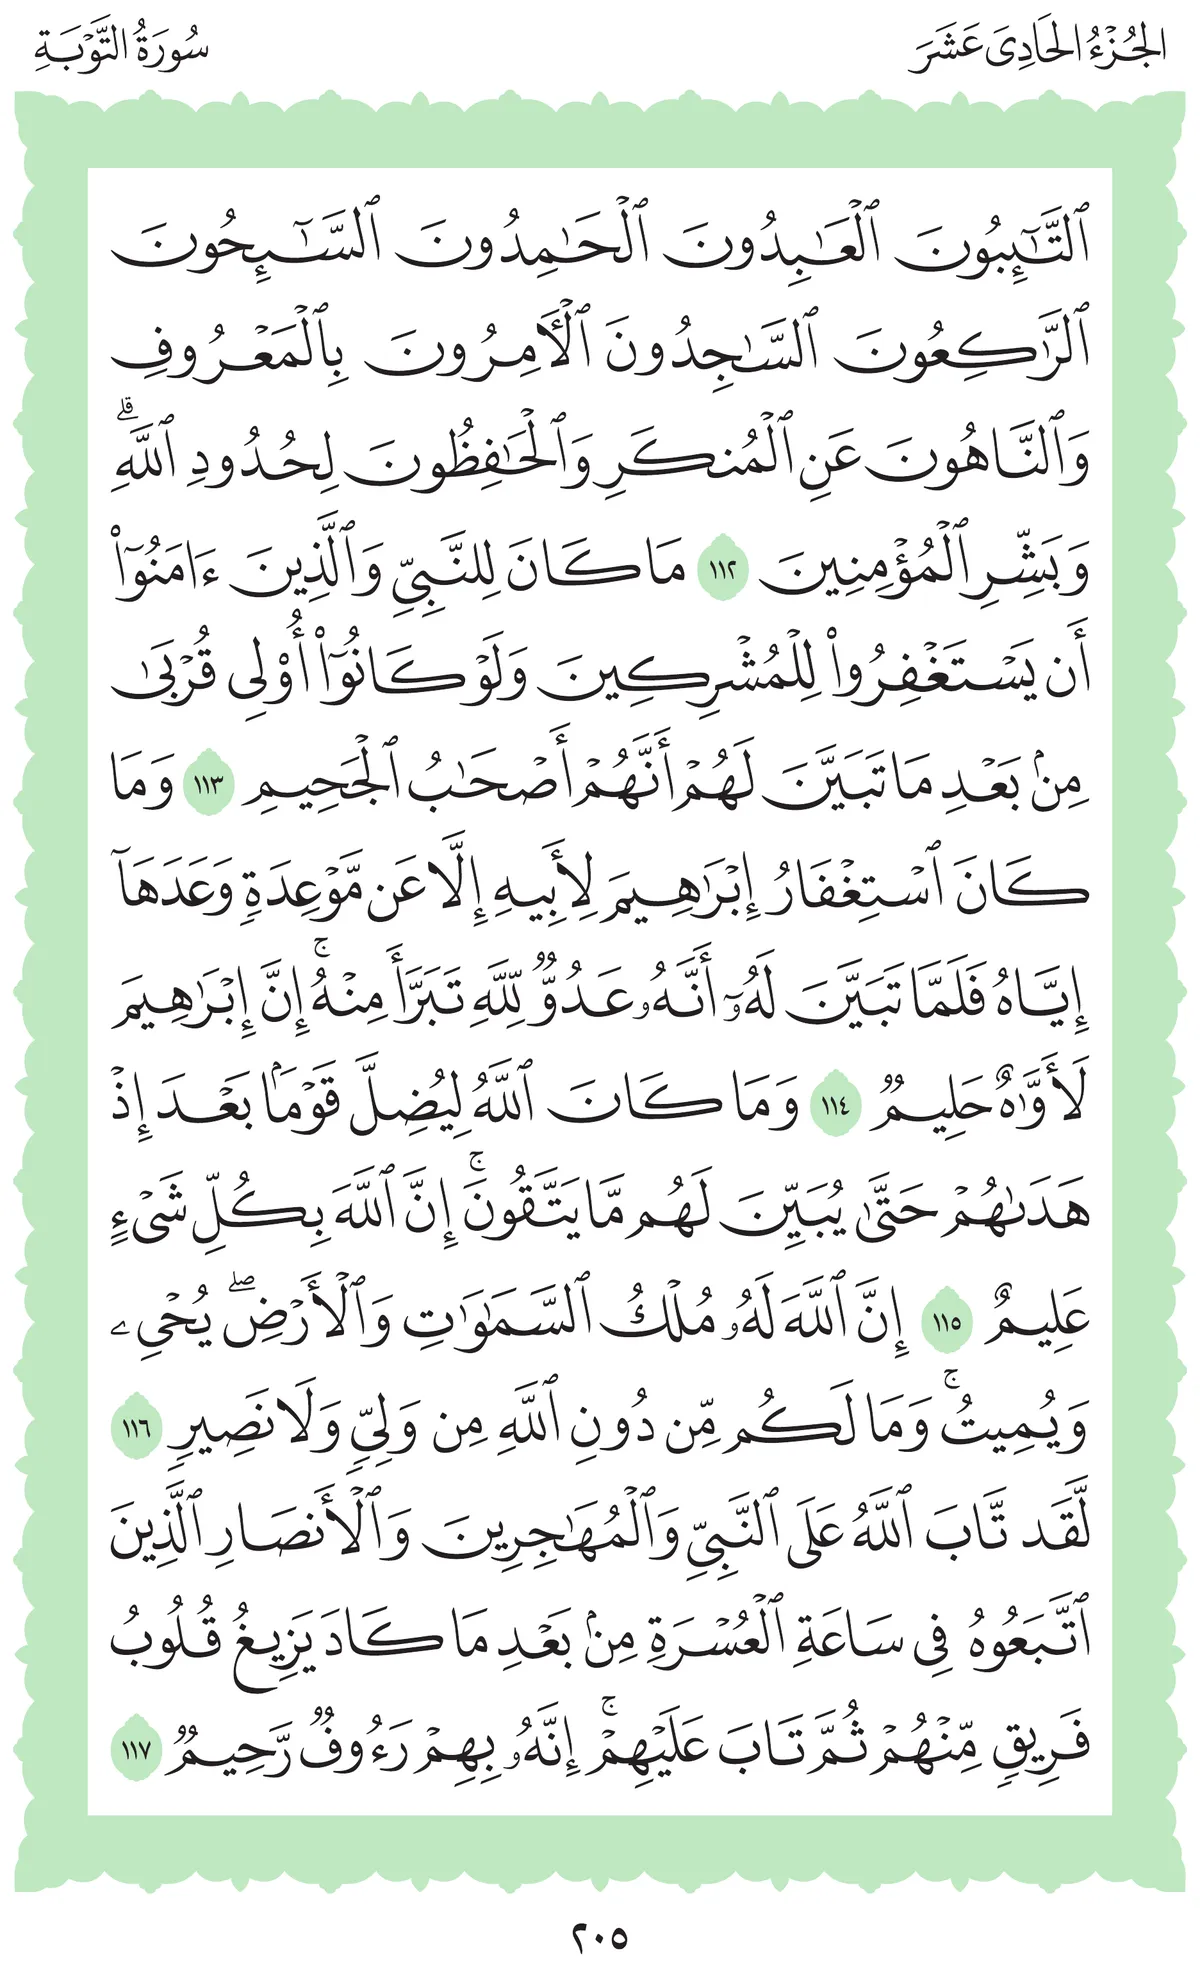 الجُزْءُ الحَادِىَ عَشَرَ
سُورَةُ التَّوْبَةِ
ٱلتَّـٰٓئِبُونَ ٱلْعَـٰبِدُونَ ٱلْحَـٰمِدُونَ ٱلسَّـٰٓئِحُونَ
ٱلرَّٰكِعُونَ ٱلسَّـٰجِدُونَ ٱلْـَٔامِرُونَ بِٱلْمَعْرُوفِ
وَٱلنَّاهُونَ عَنِ ٱلْمُنكَرِ وَٱلْحَـٰفِظُونَ لِحُدُودِ ٱللَّهِ ۗ
وَبَشِّرِ ٱلْمُؤْمِنِينَ ١١٢ مَا كَانَ لِلنَّبِىِّ وَٱلَّذِينَ ءَامَنُوٓا۟
أَن يَسْتَغْفِرُوا۟ لِلْمُشْرِكِينَ وَلَوْ كَانُوٓا۟ أُو۟لِى قُرْبَىٰ
مِنۢ بَعْدِ مَا تَبَيَّنَ لَهُمْ أَنَّهُمْ أَصْحَـٰبُ ٱلْجَحِيمِ ١١٣ وَمَا
كَانَ ٱسْتِغْفَارُ إِبْرَٰهِيمَ لِأَبِيهِ إِلَّا عَن مَّوْعِدَةٍ وَعَدَهَآ
إِيَّاهُ فَلَمَّا تَبَيَّنَ لَهُۥٓ أَنَّهُۥ عَدُوٌّ لِّلَّهِ تَبَرَّأَ مِنْهُ ۚ إِنَّ إِبْرَٰهِيمَ
لَأَوَّٰهٌ حَلِيمٌ ١١٤ وَمَا كَانَ ٱللَّهُ لِيُضِلَّ قَوْمًۢا بَعْدَ إِذْ
هَدَىٰهُمْ حَتَّىٰ يُبَيِّنَ لَهُم مَّا يَتَّقُونَ ۚ إِنَّ ٱللَّهَ بِكُلِّ شَىْءٍ
عَلِيمٌ ١١٥ إِنَّ ٱللَّهَ لَهُۥ مُلْكُ ٱلسَّمَـٰوَٰتِ وَٱلْأَرْضِ ۖ يُحْىِۦ
وَيُمِيتُ ۚ وَمَا لَكُم مِّن دُونِ ٱللَّهِ مِن وَلِىٍّ وَلَا نَصِيرٍ ١١٦
لَّقَد تَّابَ ٱللَّهُ عَلَى ٱلنَّبِىِّ وَٱلْمُهَـٰجِرِينَ وَٱلْأَنصَارِ ٱلَّذِينَ
ٱتَّبَعُوهُ فِى سَاعَةِ ٱلْعُسْرَةِ مِنۢ بَعْدِ مَا كَادَ يَزِيغُ قُلُوبُ
فَرِيقٍ مِّنْهُمْ ثُمَّ تَابَ عَلَيْهِمْ ۚ إِنَّهُۥ بِهِمْ رَءُوفٌ رَّحِيمٌ ١١٧
٢٠٥